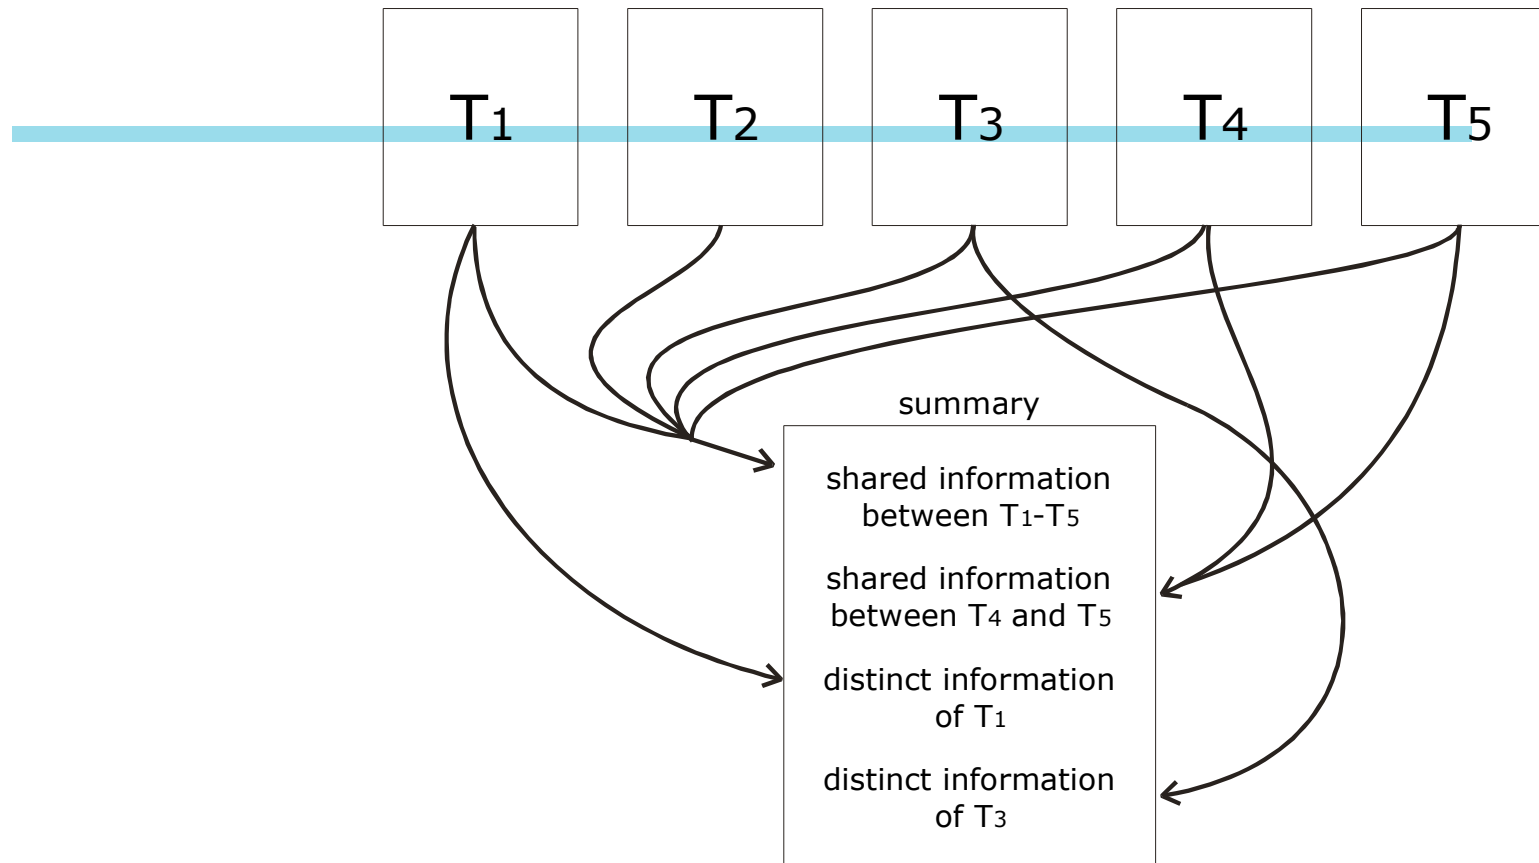 T1 T2 T3 T4 T5
summary
shared information
between T1-T5
shared information
between T4 and T5
distinct information
of T1
distinct information
of T3